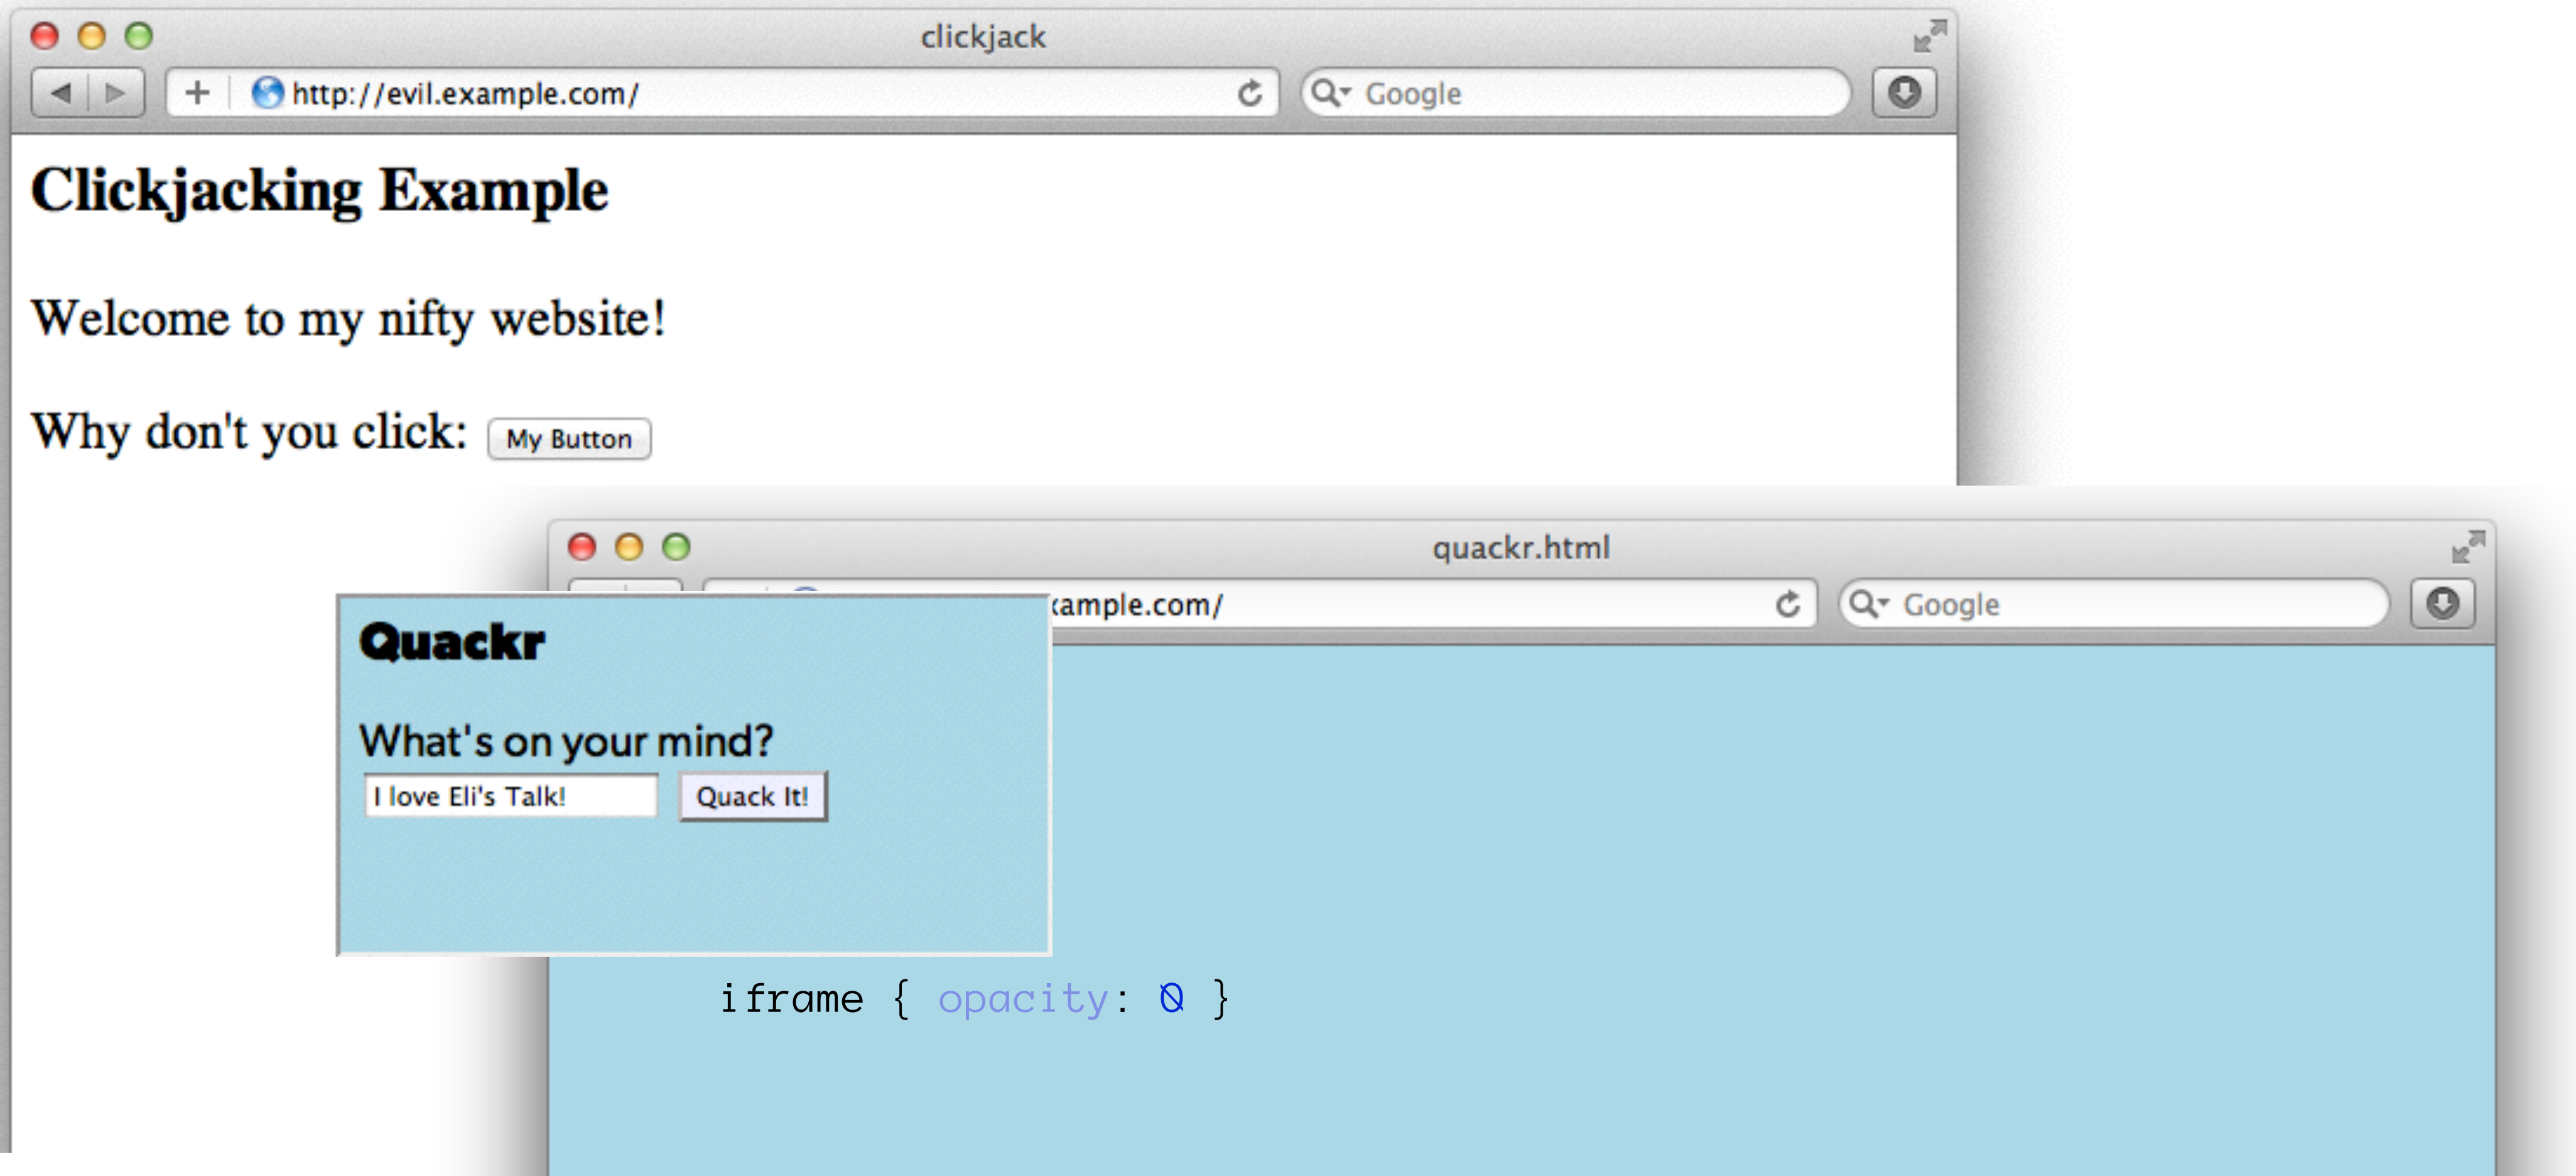 clickjack
http://evil.example.com/
Google
Clickjacking Example
Welcome to my nifty website!
Why don't you click: My Button
quackr.html
xample.com/
Google
Quackr
What's on your mind?
I love Eli's Talk! Quack It!
iframe { opacity: 0 }